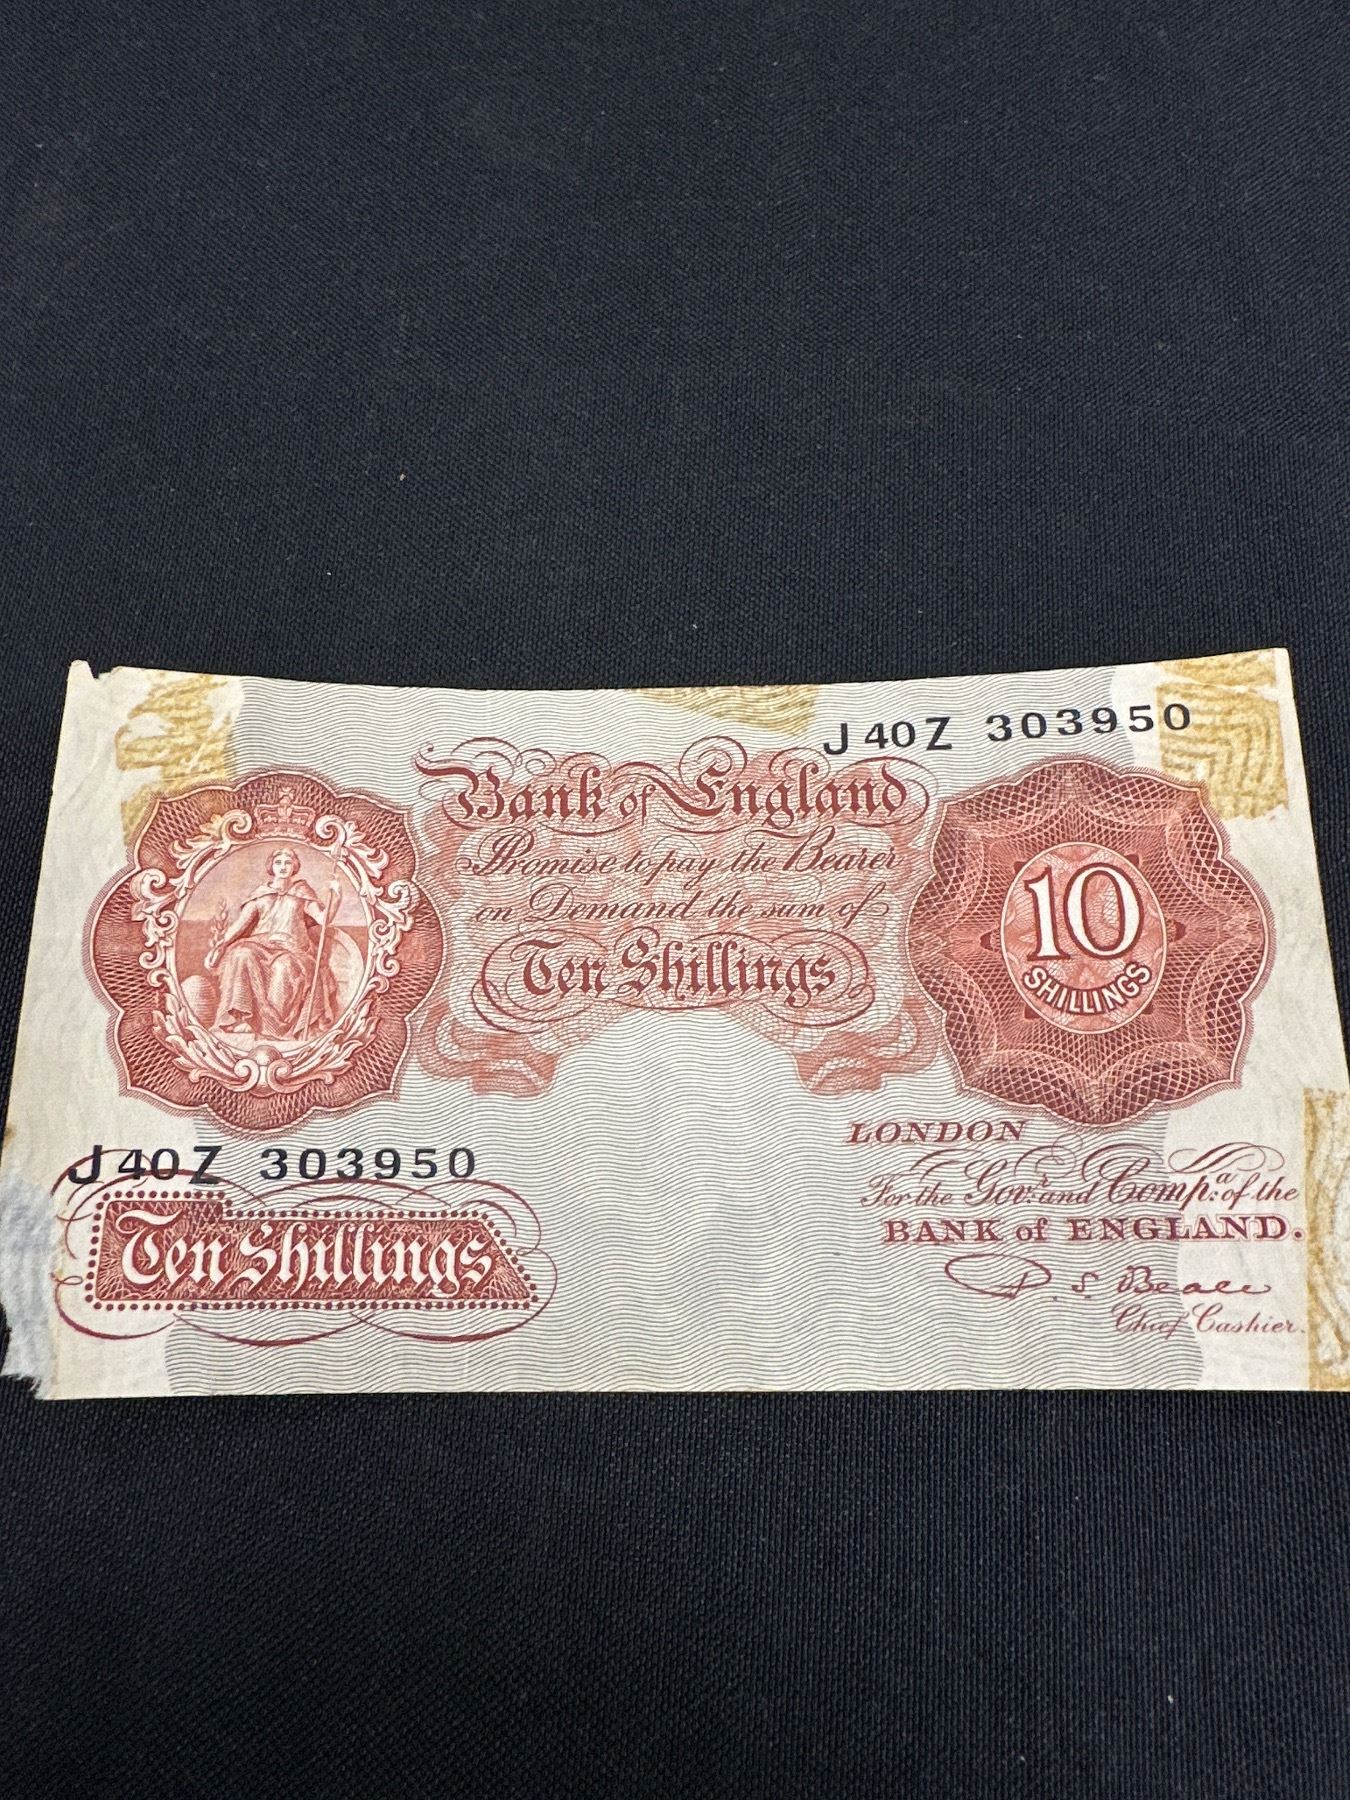 J40Z 303950
Bank of England
Promise to pay the Bearer
on Demand the sum of
Ten Shillings
10
SHILLINGS
J40Z 303950
Ten Shillings
LONDON
For the Govr. and Compa. of the
BANK of ENGLAND.
P. S. Beale
Chief Cashier.